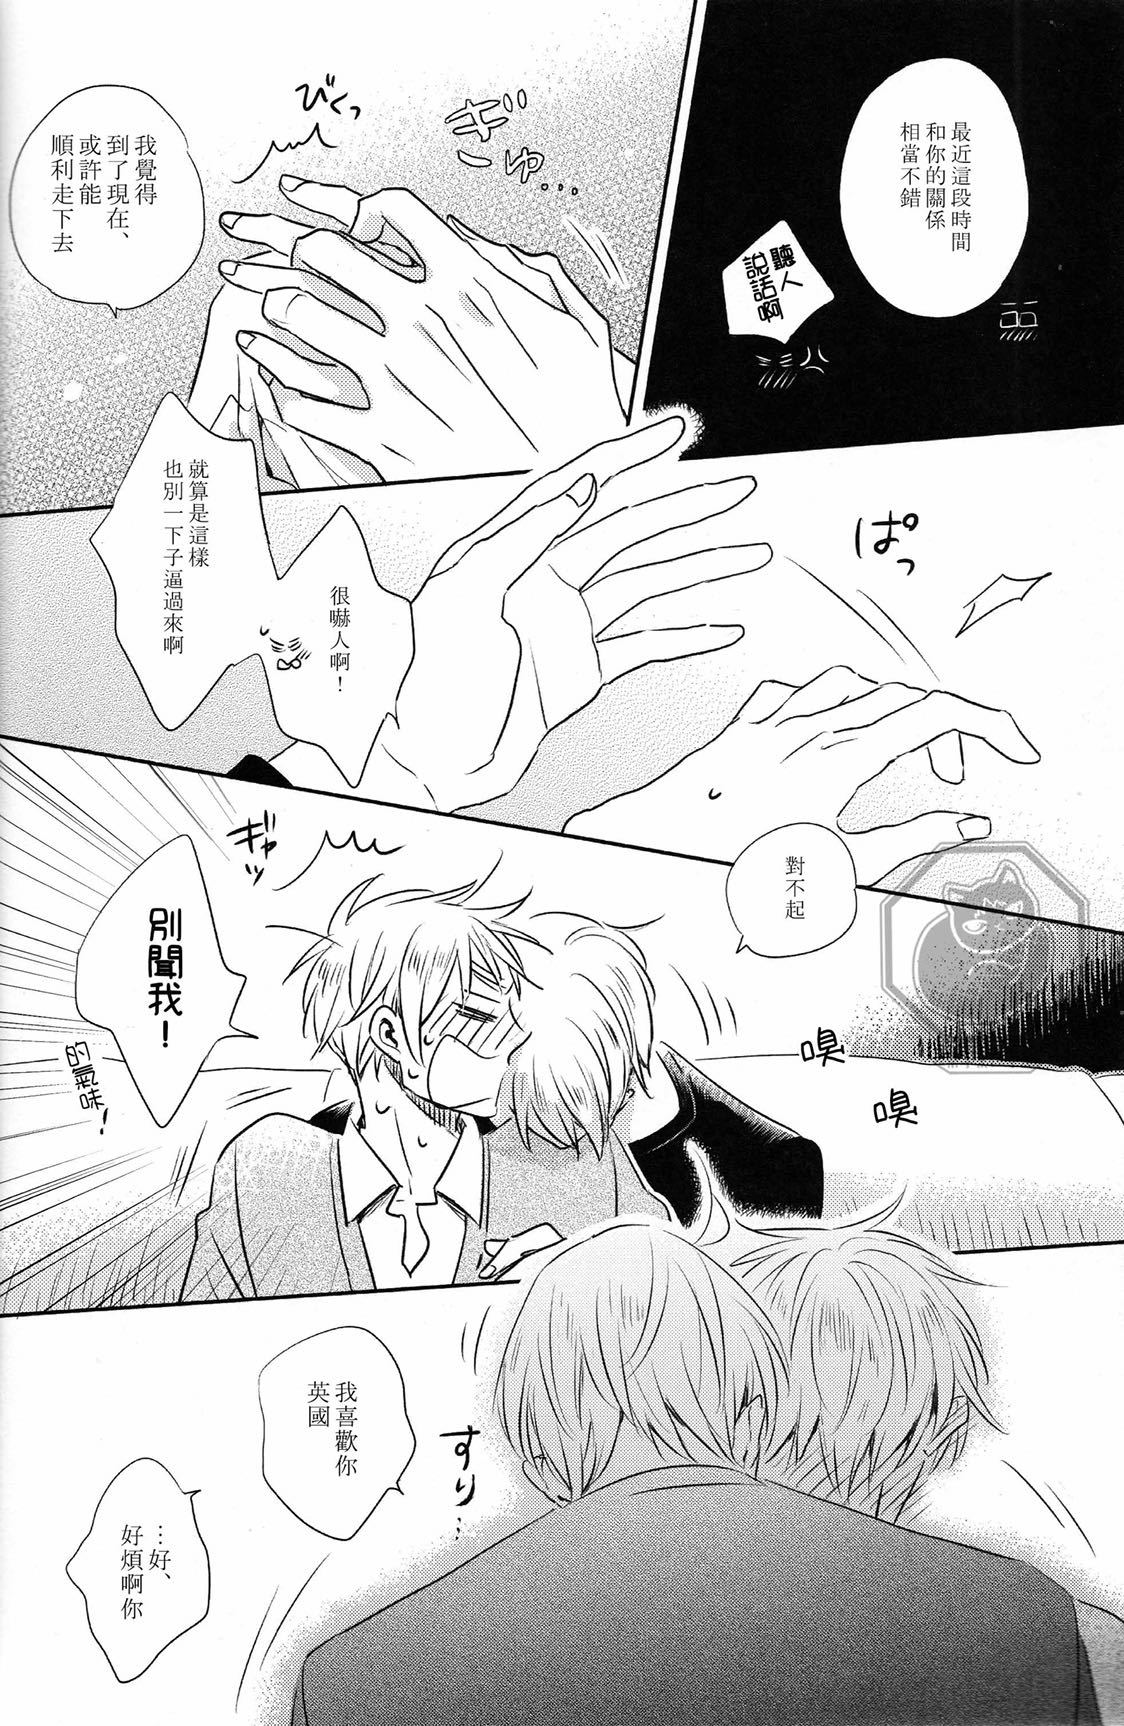 最近這段時間
和你的關係
相當不錯
聽人
說話啊
ぎゅ…
びくっ
我覺得
到了現在、
或許能
順利走下去
ぱっ
很嚇人啊！
就算是這樣
也別一下子逼過來啊
對不起
嗅
嗅
ギャッ
別聞我！
的氣味！
すり…
我喜歡你
英國
…好、
好煩啊你